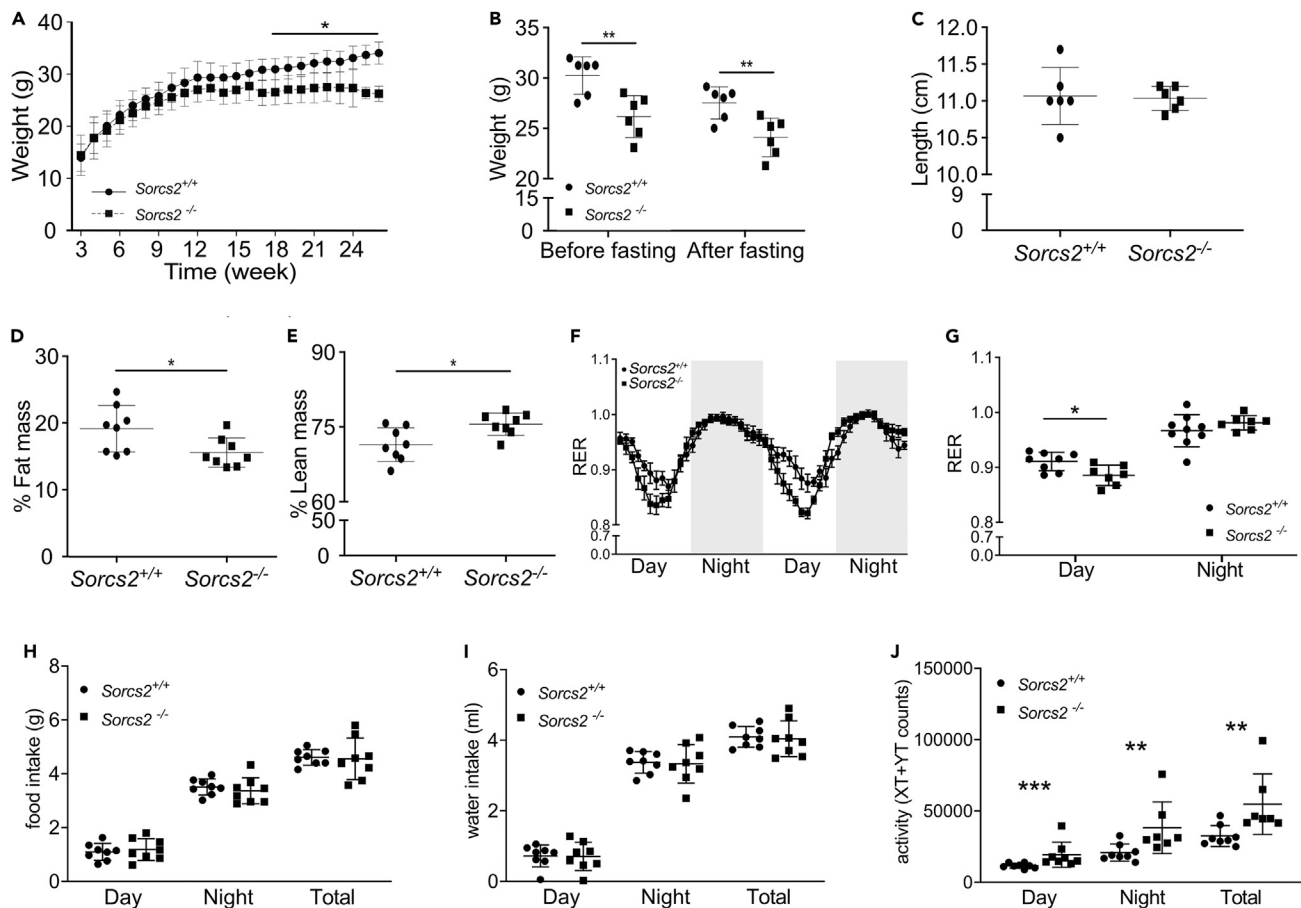 A
Weight (g)
50
40
30
20
10
0
*
Sorcs2+/+
Sorcs2 -/-
3 6 9 12 15 18 21 24
Time (week)
B
Weight (g)
35
30
25
20
15
0
**
**
Sorcs2+/+
Sorcs2 -/-
Before fasting After fasting
C
Length (cm)
12.0
11.5
11.0
10.5
10.0
9
0
Sorcs2+/+ Sorcs2-/-
D
% Fat mass
30
20
10
0
*
Sorcs2+/+ Sorcs2-/-
E
% Lean mass
90
75
60
50
0
*
Sorcs2+/+ Sorcs2-/-
F
RER
1.1
1.0
0.9
0.8
0.7
0.0
Sorcs2+/+
Sorcs2-/-
Day Night Day Night
G
RER
1.1
1.0
0.9
0.8
0.7
0.0
*
Sorcs2+/+
Sorcs2 -/-
Day Night
H
food intake (g)
8
6
4
2
0
Sorcs2+/+
Sorcs2 -/-
Day Night Total
I
water intake (ml)
6
4
2
0
Sorcs2+/+
Sorcs2 -/-
Day Night Total
J
activity (XT+YT counts)
150000
100000
50000
0
Sorcs2+/+
Sorcs2 -/-
***
**
**
Day Night Total